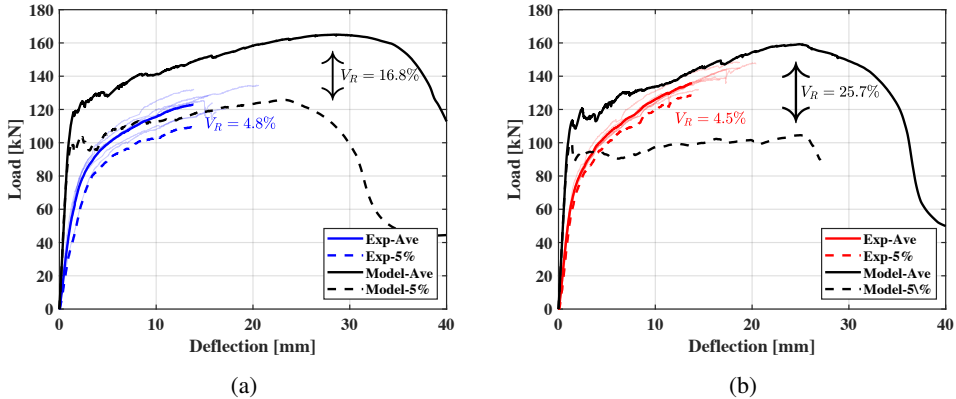 180
160
140
120
100
80
60
40
20
0
0 10 20 30 40
Load [kN]
Deflection [mm]
V_R = 16.8%
V_R = 4.8%
Exp-Ave
Exp-5%
Model-Ave
Model-5%
(a)
180
160
140
120
100
80
60
40
20
0
0 10 20 30 40
Load [kN]
Deflection [mm]
V_R = 25.7%
V_R = 4.5%
Exp-Ave
Exp-5%
Model-Ave
Model-5\%
(b)